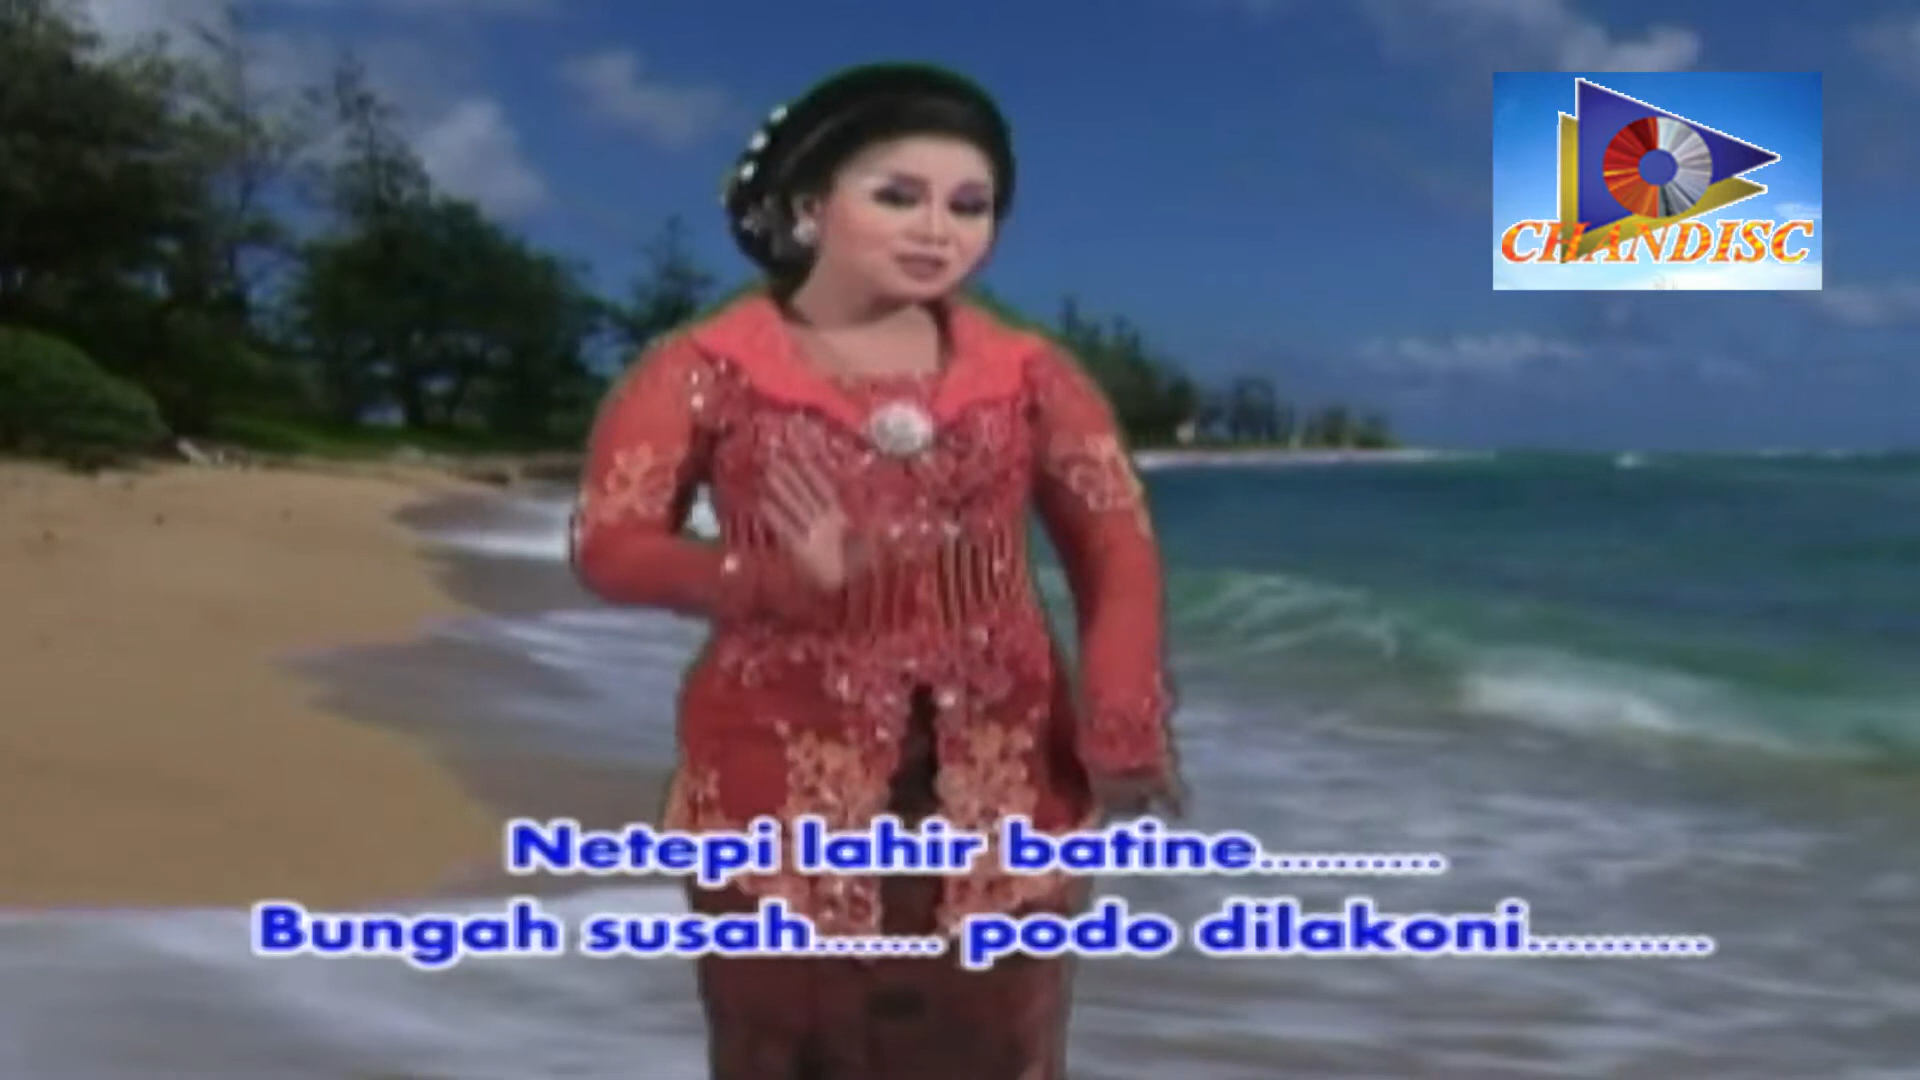 CHANDISC
Netepi lahir batine..........
Bungah susah....... podo dilakoni..........